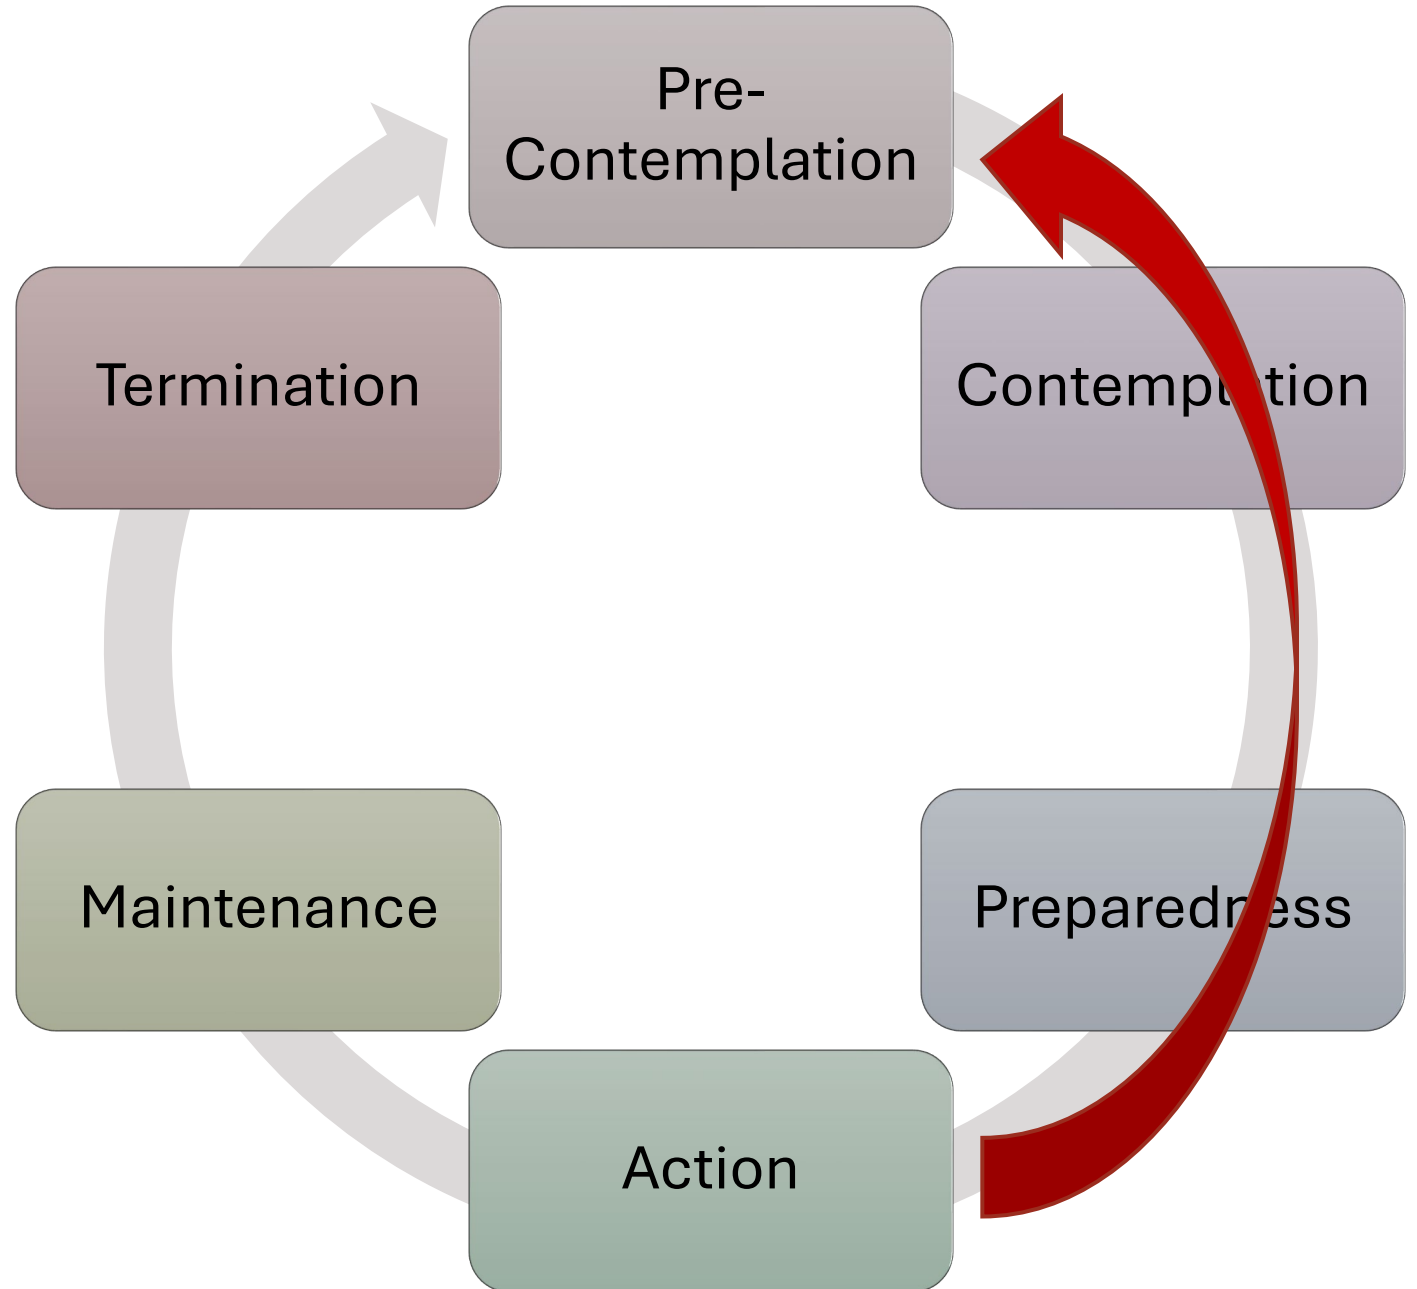 Pre-
Contemplation
Contemplation
Preparedness
Action
Maintenance
Termination